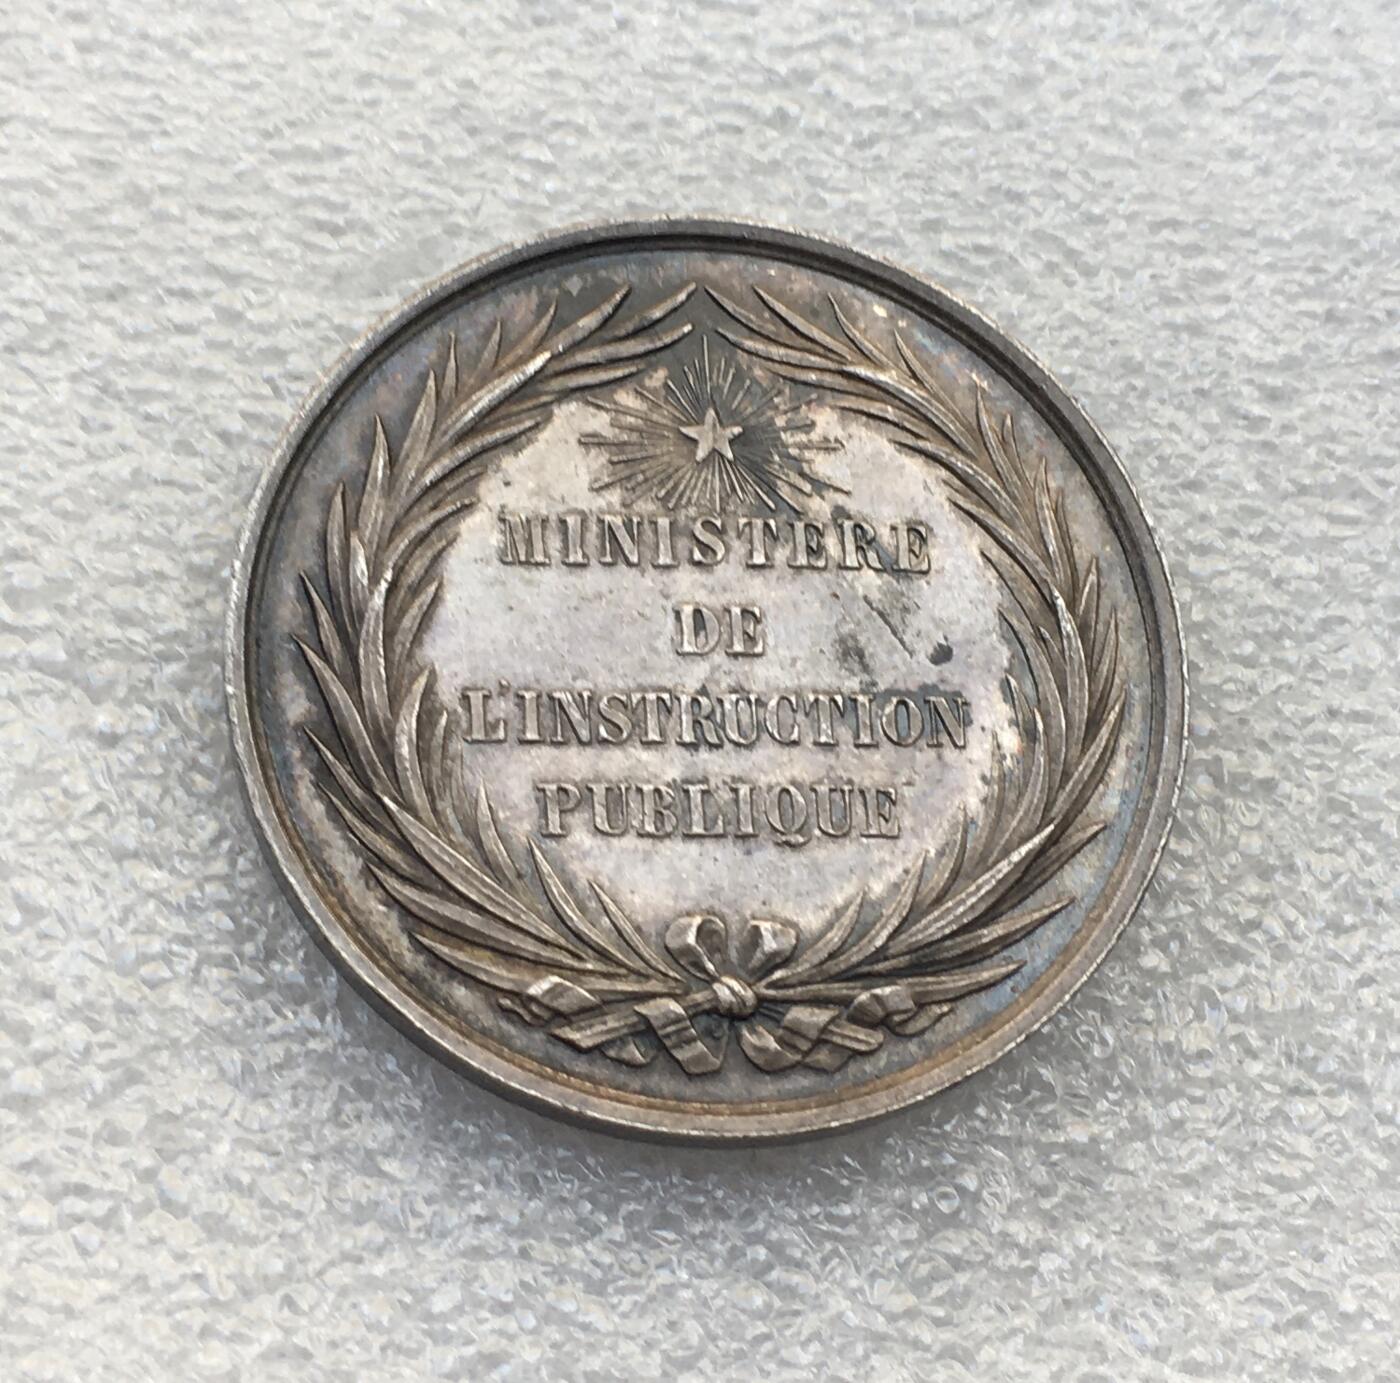 MINISTERE
DE
L'INSTRUCTION
PUBLIQUE